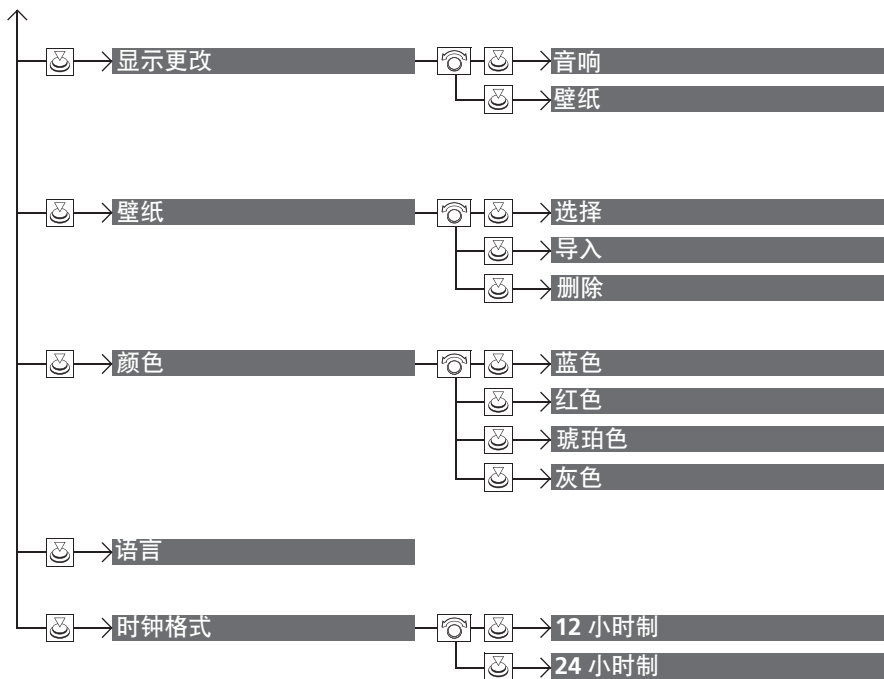 显示更改
音响
壁纸
壁纸
选择
导入
删除
颜色
蓝色
红色
琥珀色
灰色
语言
时钟格式
12 小时制
24 小时制